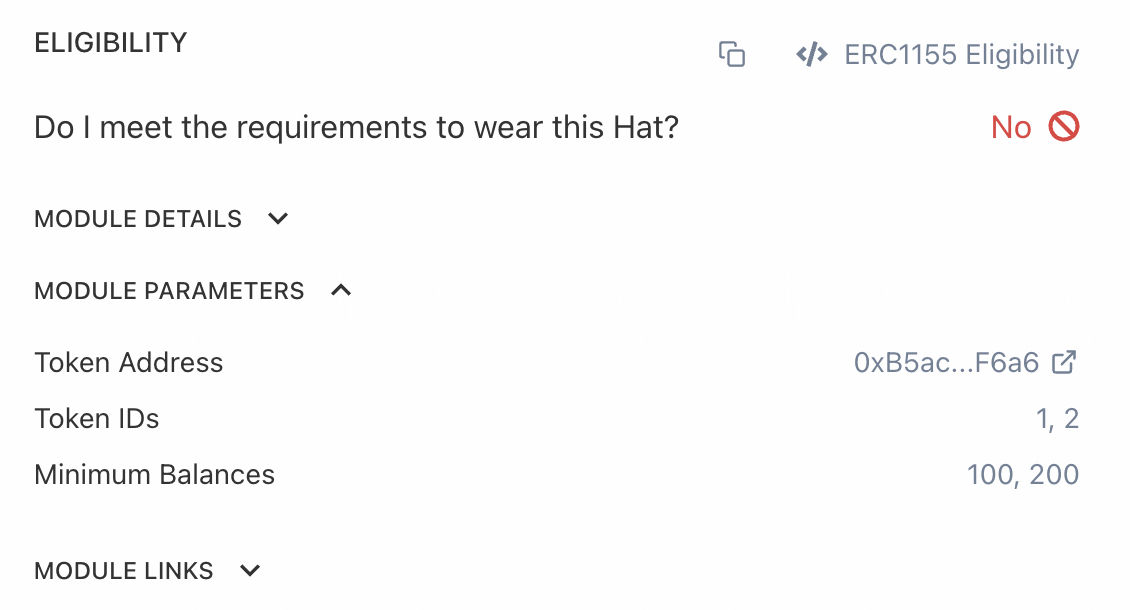 ELIGIBILITY
ERC1155 Eligibility
Do I meet the requirements to wear this Hat? No
MODULE DETAILS
MODULE PARAMETERS
Token Address 0xB5ac...F6a6
Token IDs 1, 2
Minimum Balances 100, 200
MODULE LINKS